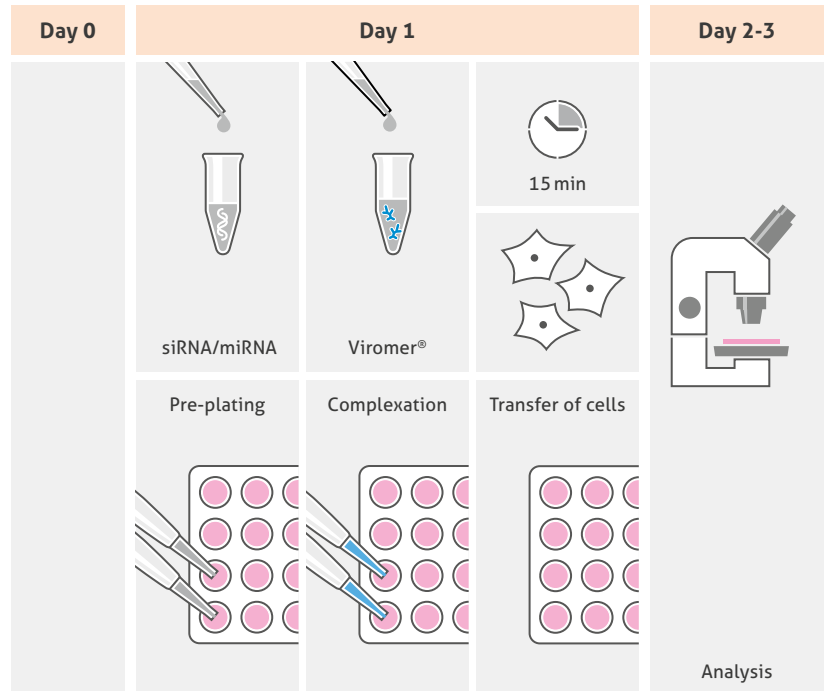 Day 0
Day 1
Day 2-3
15 min
siRNA/miRNA
Viromer®
Pre-plating
Complexation
Transfer of cells
Analysis